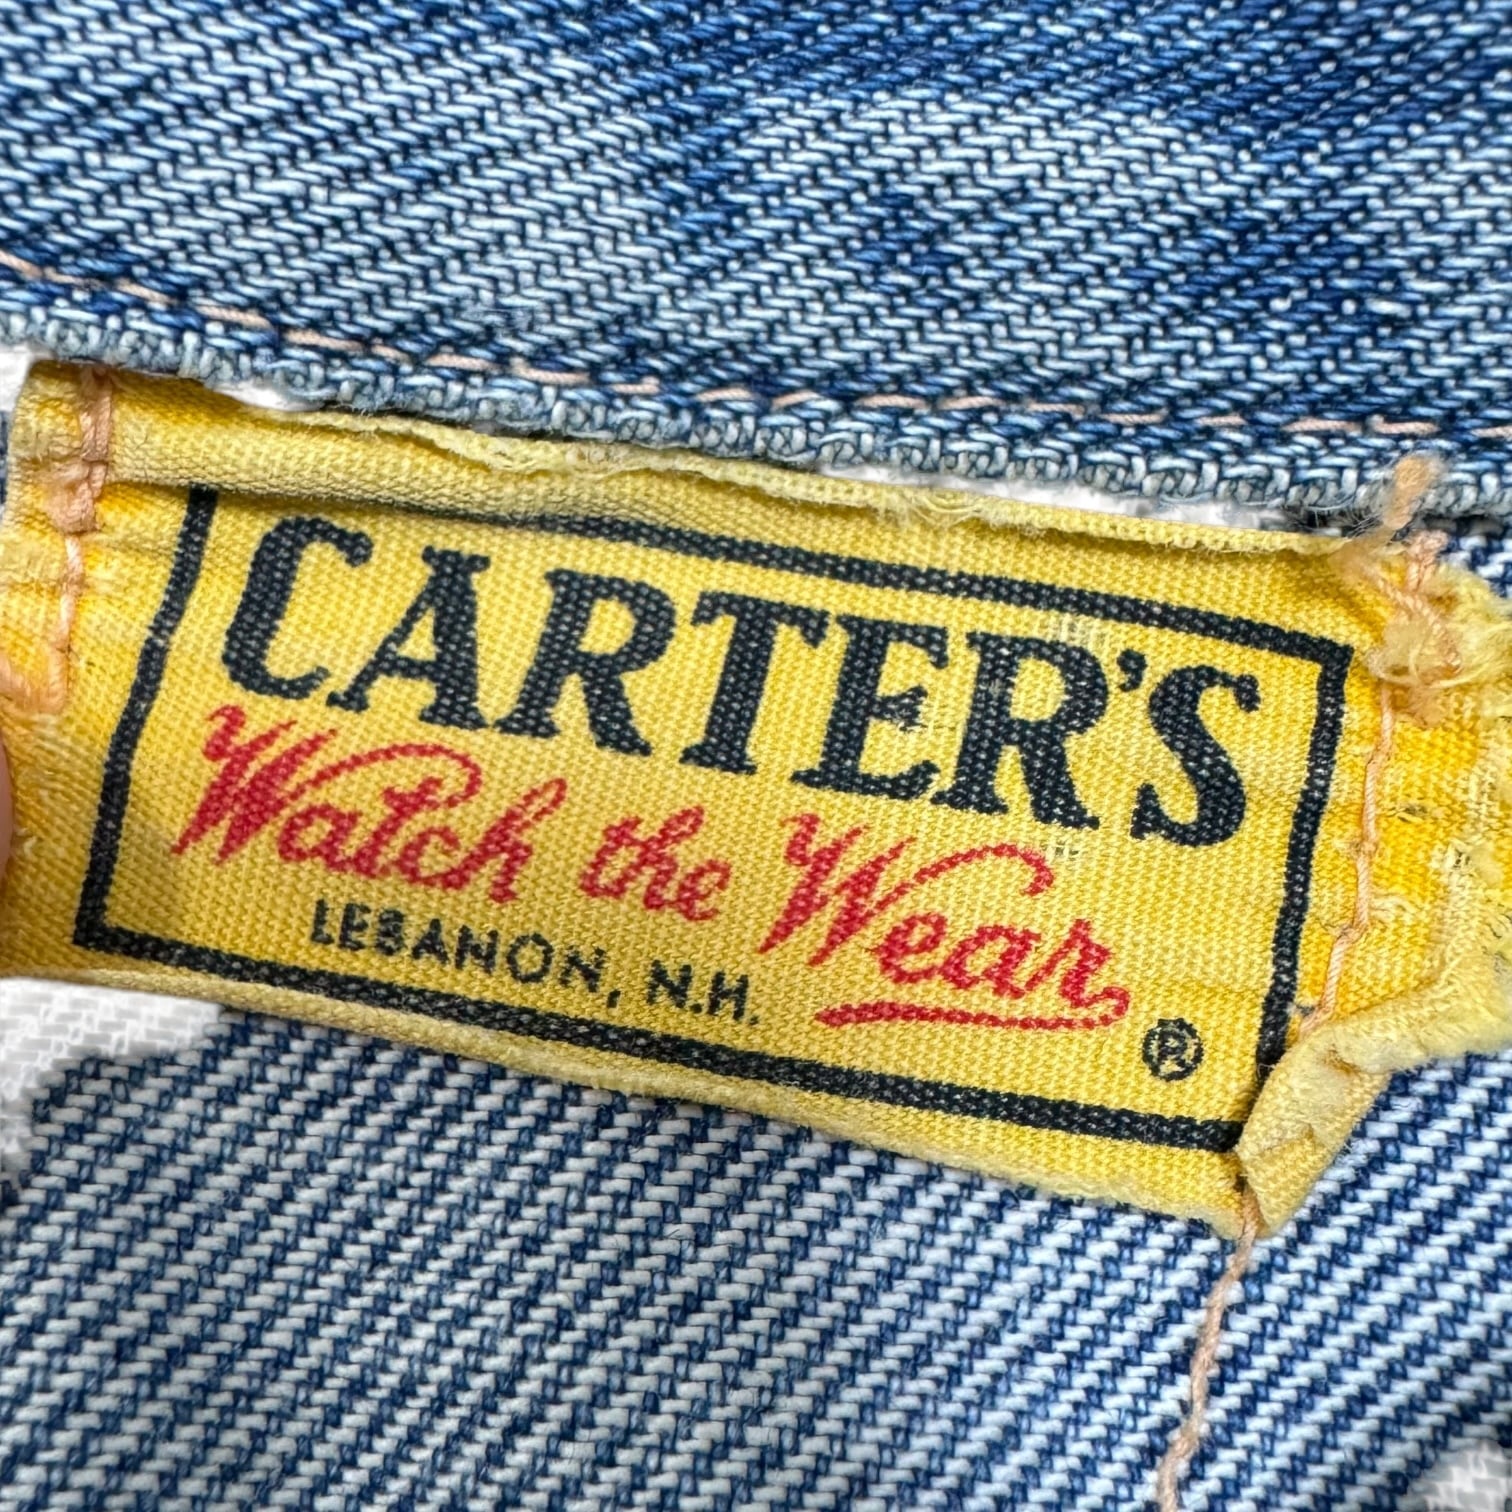 CARTER'S
Watch the Wear
LEBANON, N.H.
®